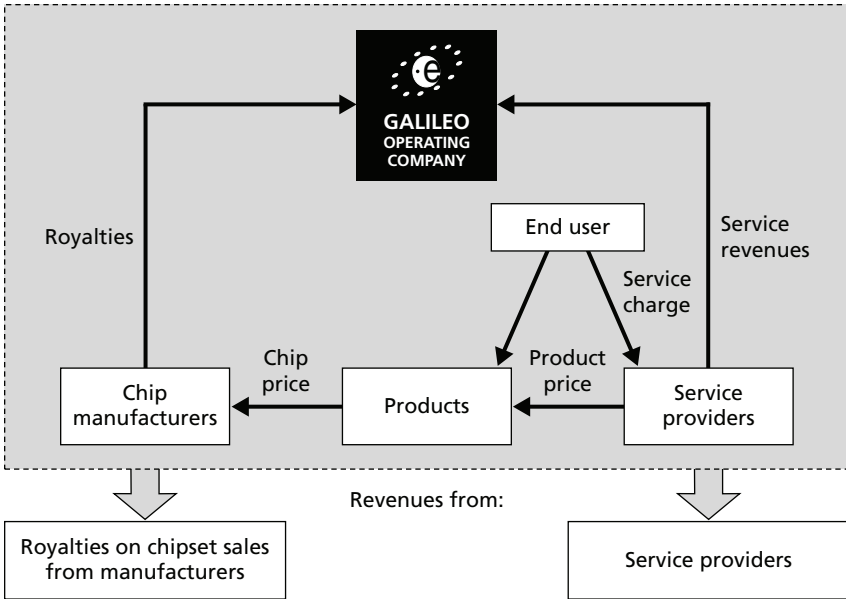 e
GALILEO
OPERATING
COMPANY
End user
Royalties
Service
revenues
Service
charge
Chip
price
Product
price
Chip
manufacturers
Products
Service
providers
Revenues from:
Royalties on chipset sales
from manufacturers
Service providers